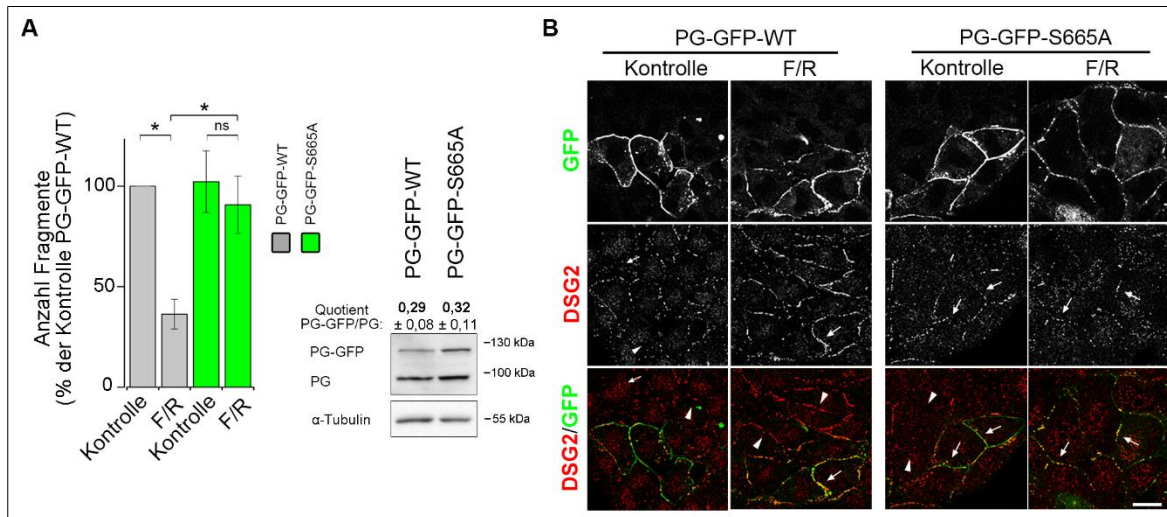 A
Anzahl Fragmente
(% der Kontrolle PG-GFP-WT)
100
50
0
*
*
ns
Kontrolle
F/R
Kontrolle
F/R
PG-GFP-WT
PG-GFP-S665A
PG-GFP-WT
PG-GFP-S665A
Quotient 0,29 0,32
PG-GFP/PG: ± 0,08 ± 0,11
PG-GFP
PG
α-Tubulin
–130 kDa
–100 kDa
–55 kDa
B
PG-GFP-WT PG-GFP-S665A
Kontrolle F/R Kontrolle F/R
GFP
DSG2
DSG2/GFP